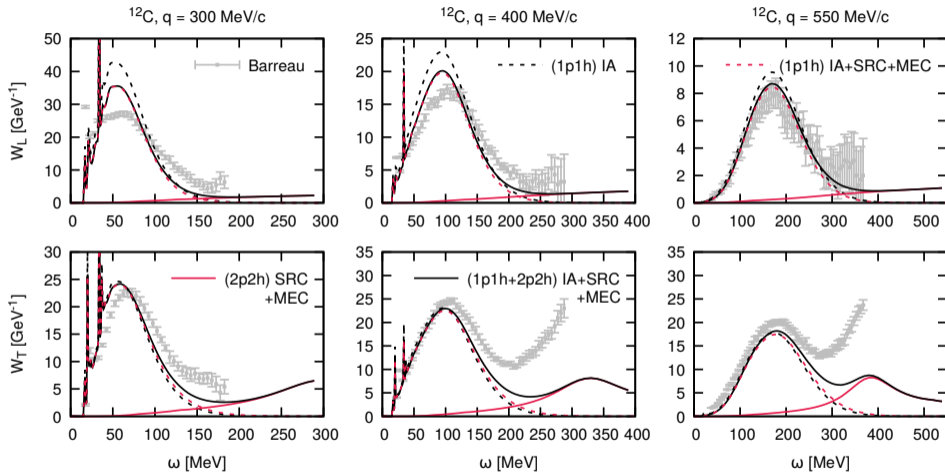 ¹²C, q = 300 MeV/c
¹²C, q = 400 MeV/c
¹²C, q = 550 MeV/c
W_L [GeV⁻¹]
50
40
30
20
10
0
Barreau
0 50 100 150 200 250 300
25
20
15
10
5
0
(1p1h) IA
0 50 100 150 200 250 300 350
12
10
8
6
4
2
0
(1p1h) IA+SRC+MEC
0 100 200 300 400 500
W_T [GeV⁻¹]
30
25
20
15
10
5
0
(2p2h) SRC
+MEC
0 50 100 150 200 250 300
ω [MeV]
35
30
25
20
15
10
5
0
(1p1h+2p2h) IA+SRC
+MEC
0 50 100 150 200 250 300 350
ω [MeV]
35
30
25
20
15
10
5
0
0 100 200 300 400 500
ω [MeV]